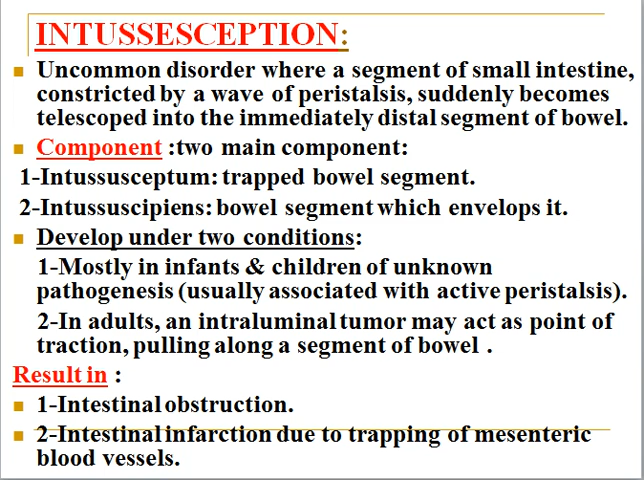 INTUSSESCEPTION:
Uncommon disorder where a segment of small intestine,
constricted by a wave of peristalsis, suddenly becomes
telescoped into the immediately distal segment of bowel.
Component :two main component:
1-Intussusceptum: trapped bowel segment.
2-Intussuscipiens: bowel segment which envelops it.
Develop under two conditions:
1-Mostly in infants & children of unknown
pathogenesis (usually associated with active peristalsis).
2-In adults, an intraluminal tumor may act as point of
traction, pulling along a segment of bowel .
Result in :
1-Intestinal obstruction.
2-Intestinal infarction due to trapping of mesenteric
blood vessels.